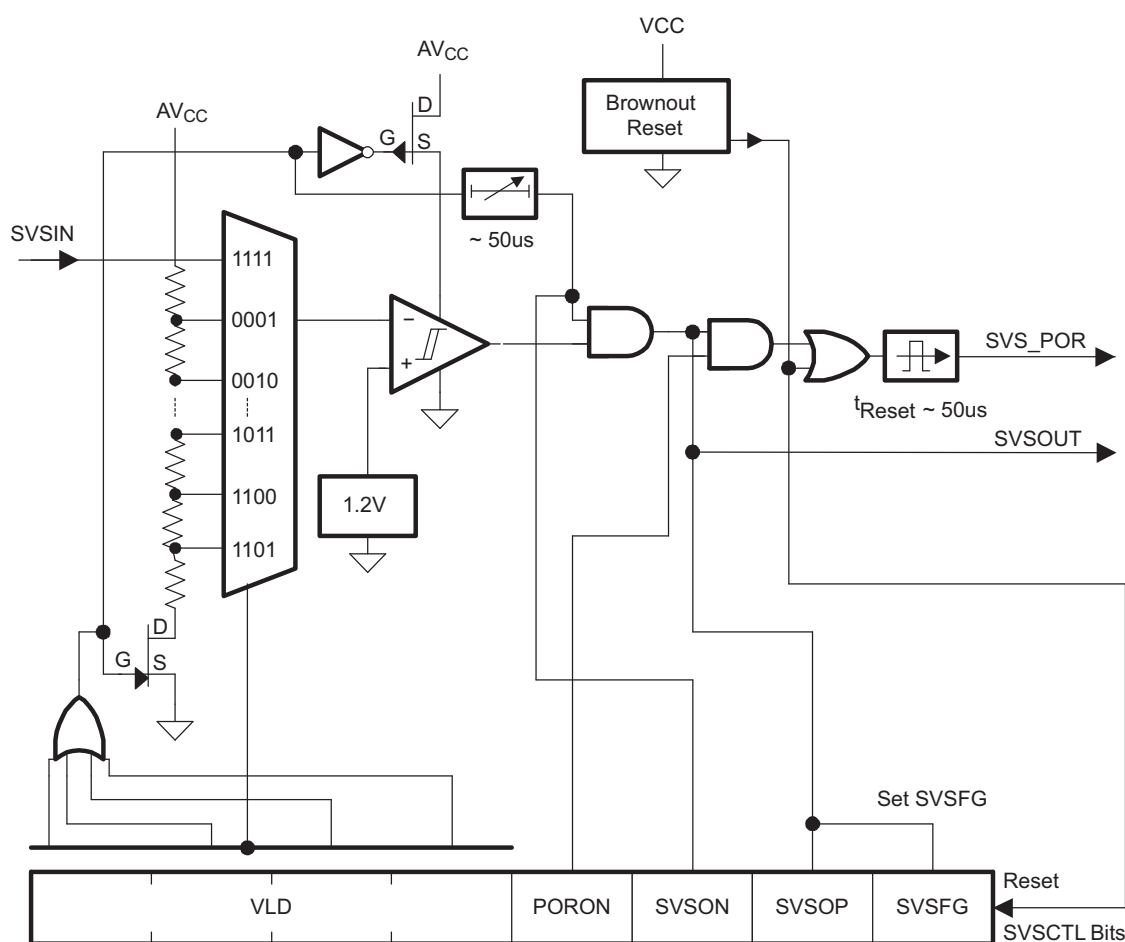 VCC
AVCC
Brownout
Reset
D
G
S
AVCC
~ 50us
SVSIN
1111
0001
0010
1011
1100
1101
−
+
1.2V
SVS_POR
tReset ~ 50us
SVSOUT
D
G
S
Set SVSFG
VLD
PORON
SVSON
SVSOP
SVSFG
Reset
SVSCTL Bits